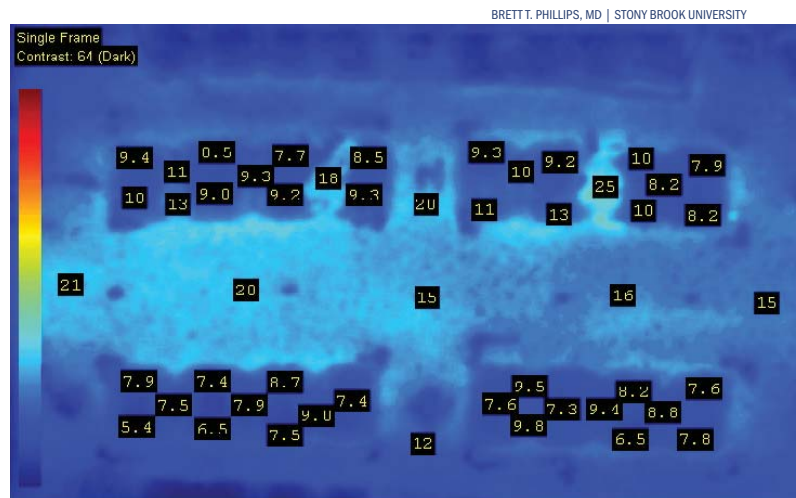 BRETT T. PHILLIPS, MD | STONY BROOK UNIVERSITY
Single Frame
Contrast: 64 (Dark)
9.4 11 0.5 9.3 7.7 18 8.5
10 13 9.0 9.2 9.3 20
9.3 10 9.2 25 10 8.2 7.9
11 13 10 8.2
21 20 15 16 15
7.9 7.4 8.7
7.5 7.9 9.0 7.4
5.4 6.5 7.5 12
9.5 8.2 7.6
7.6 7.3 9.4 8.8
9.8 6.5 7.8